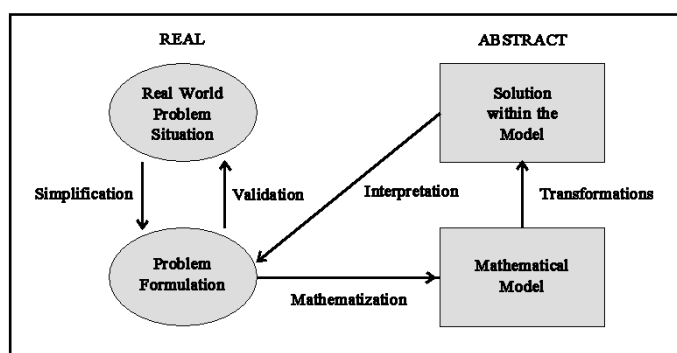 REAL
ABSTRACT
Real World
Problem
Situation
Solution
within the
Model
Simplification
Validation
Interpretation
Transformations
Problem
Formulation
Mathematization
Mathematical
Model